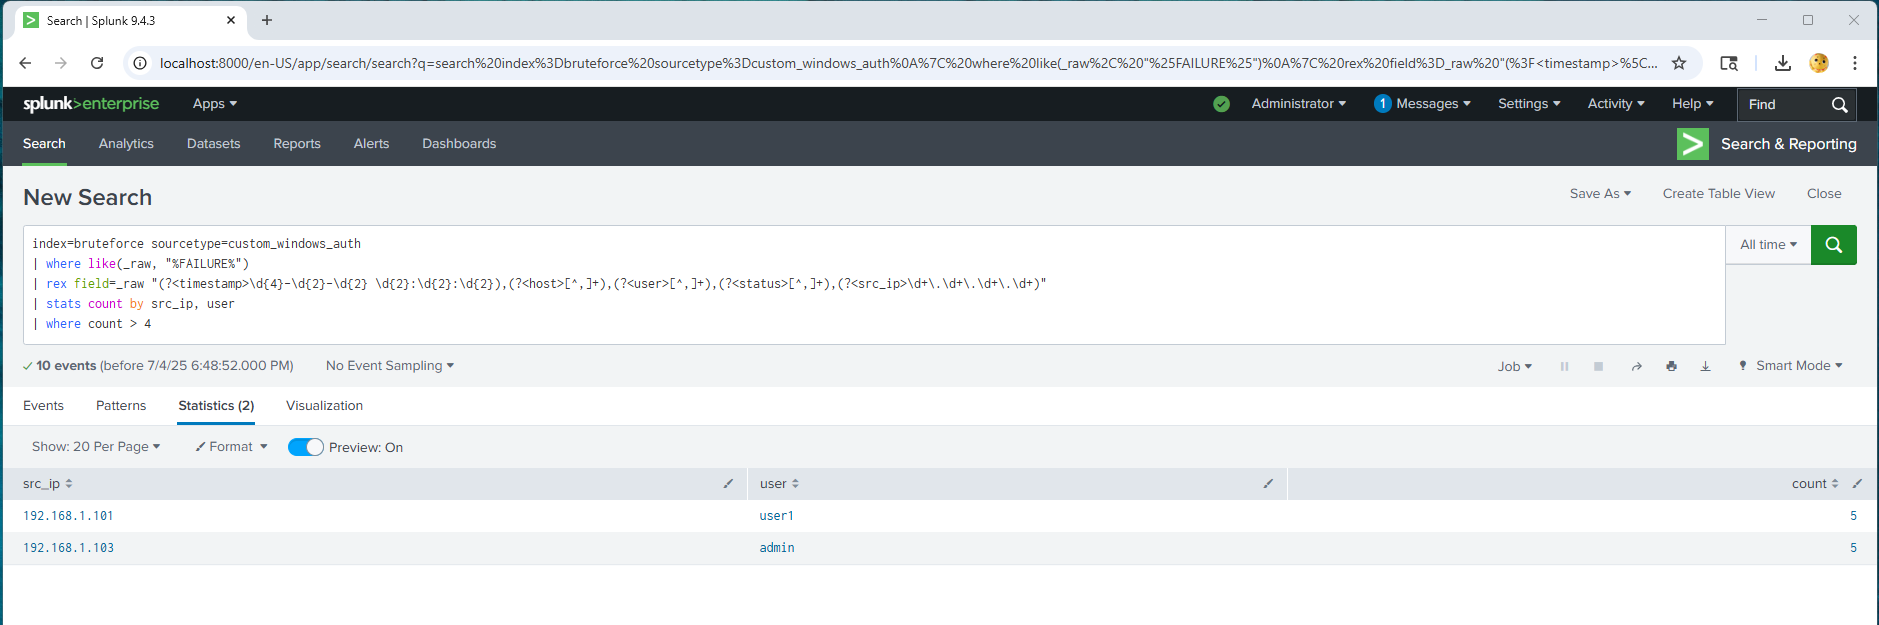 Search | Splunk 9.4.3
localhost:8000/en-US/app/search/search?q=search%20index%3Dbruteforce%20sourcetype%3Dcustom_windows_auth%0A%7C%20where%20like(_raw%2C%20"%25FAILURE%25")%0A%7C%20rex%20field%3D_raw%20"(%3F<timestamp>%5C...
splunk>enterprise Apps Administrator 1 Messages Settings Activity Help Find
Search Analytics Datasets Reports Alerts Dashboards Search & Reporting
New Search Save As Create Table View Close
index=bruteforce sourcetype=custom_windows_auth All time
| where like(_raw, "%FAILURE%")
| rex field=_raw "(?<timestamp>\d{4}-\d{2}-\d{2} \d{2}:\d{2}:\d{2}),(?<host>[^,]+),(?<user>[^,]+),(?<status>[^,]+),(?<src_ip>\d+\.\d+\.\d+\.\d+)"
| stats count by src_ip, user
| where count > 4
10 events (before 7/4/25 6:48:52.000 PM) No Event Sampling Job Smart Mode
Events Patterns Statistics (2) Visualization
Show: 20 Per Page Format Preview: On
src_ip user count
192.168.1.101 user1 5
192.168.1.103 admin 5